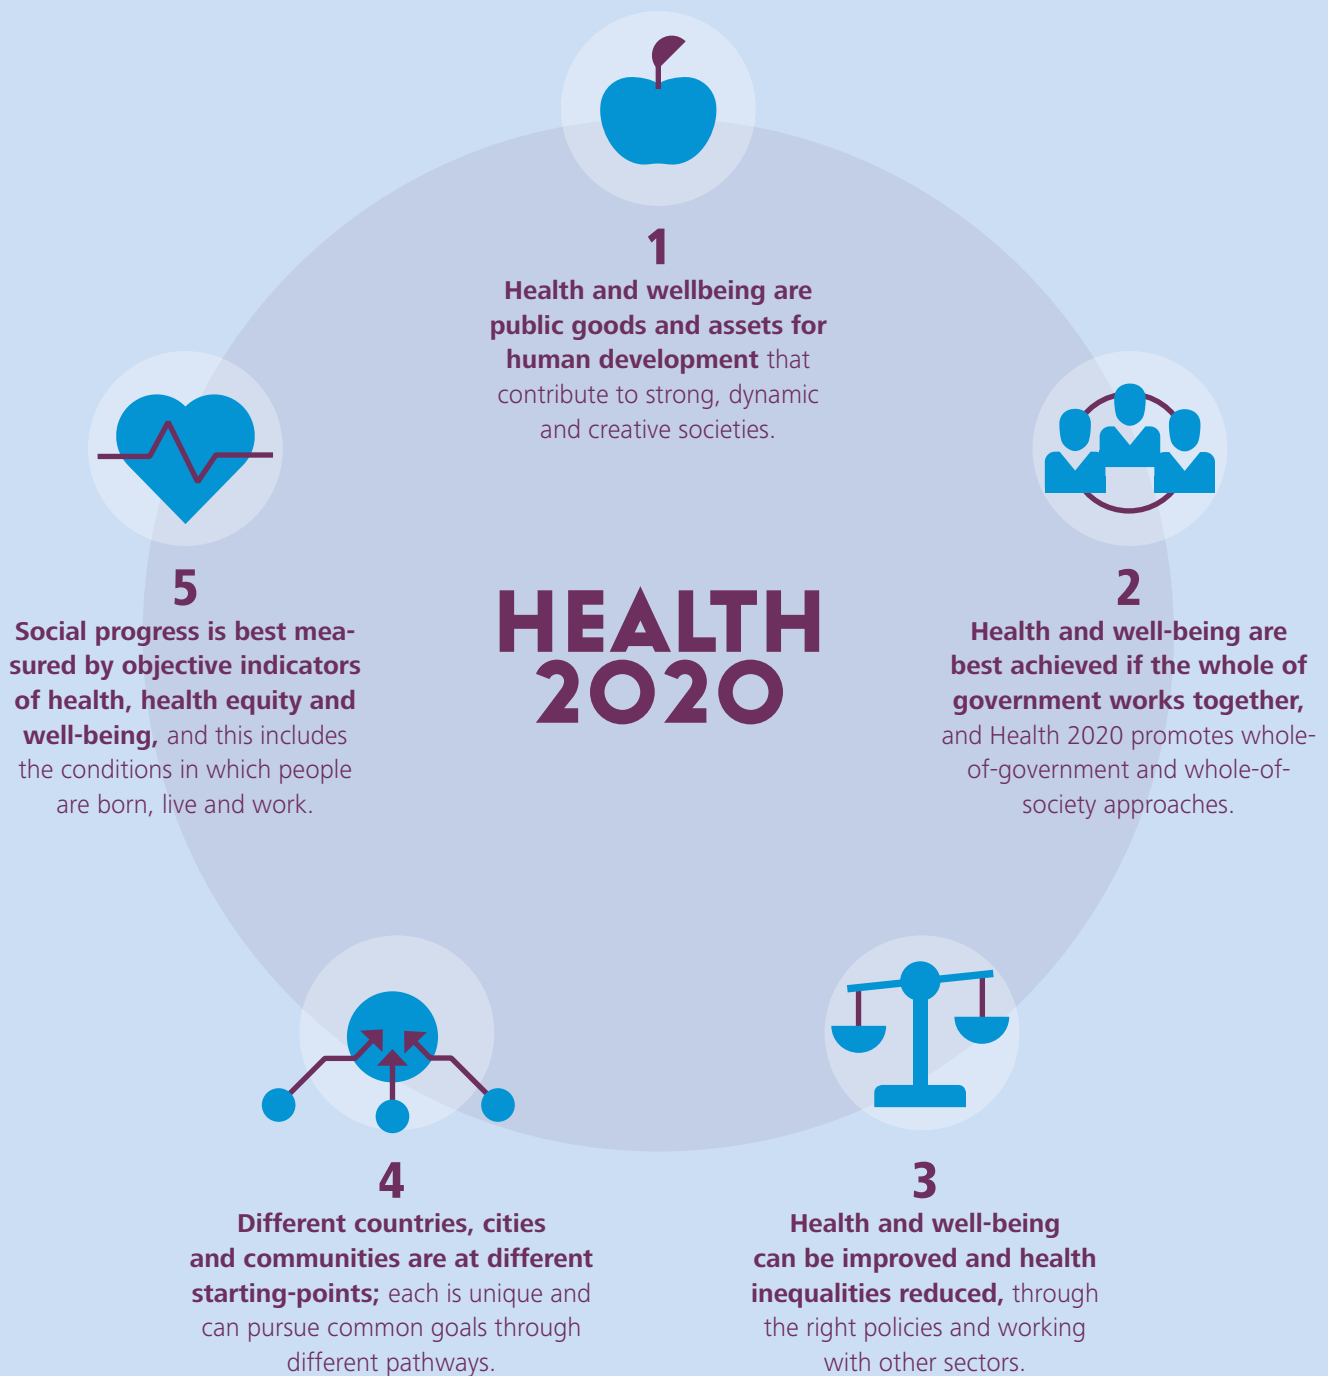 1
Health and wellbeing are
public goods and assets for
human development that
contribute to strong, dynamic
and creative societies.
2
Health and well-being are
best achieved if the whole of
government works together,
and Health 2020 promotes whole-
of-government and whole-of-
society approaches.
3
Health and well-being
can be improved and health
inequalities reduced, through
the right policies and working
with other sectors.
4
Different countries, cities
and communities are at different
starting-points; each is unique and
can pursue common goals through
different pathways.
5
Social progress is best mea-
sured by objective indicators
of health, health equity and
well-being, and this includes
the conditions in which people
are born, live and work.
HEALTH
2020